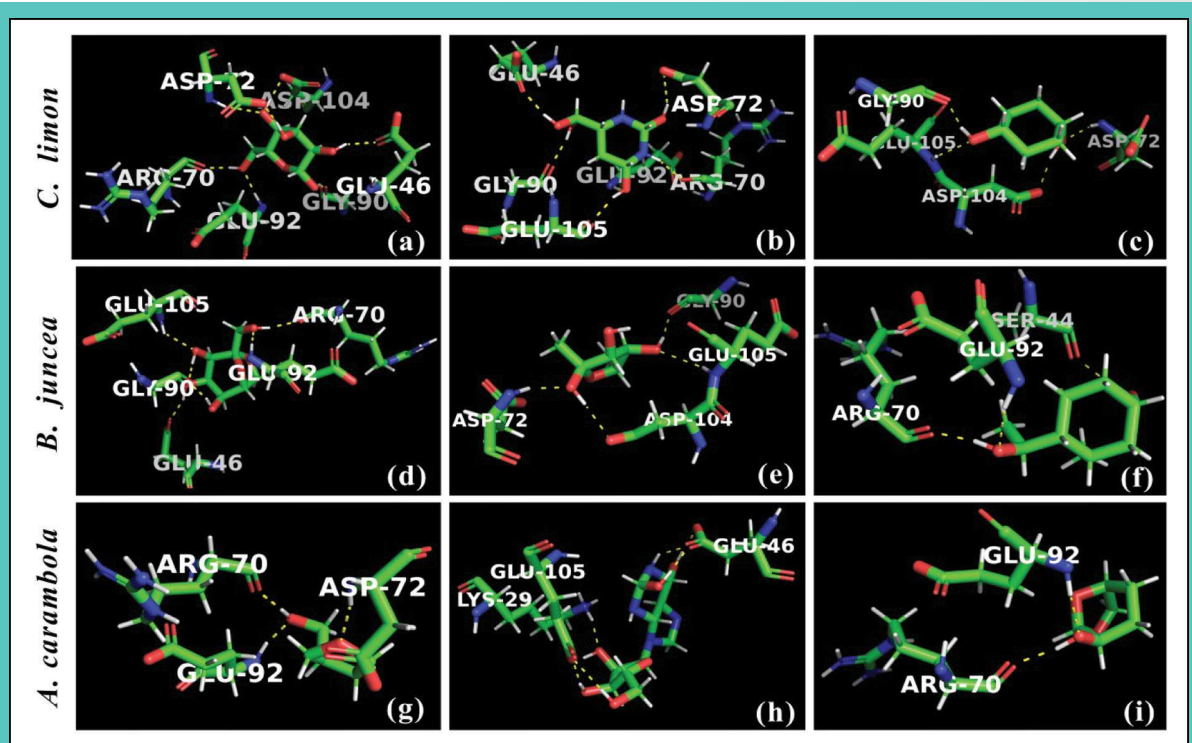 C. limon
ASP-72
ASP-104
ARG-70
GLU-46
GLY-90
GLU-92
(a)
GLU-46
ASP-72
GLY-90
GLU-92
ARG-70
GLU-105
(b)
GLY-90
GLU-105
ASP-72
ASP-104
(c)
B. juncea
GLU-105
ARG-70
GLU-92
GLY-90
GLU-46
(d)
GLY-90
GLU-105
ASP-72
ASP-104
(e)
SER-44
GLU-92
ARG-70
(f)
A. carambola
ARG-70
ASP-72
GLU-92
(g)
GLU-46
GLU-105
LYS-29
(h)
GLU-92
ARG-70
(i)